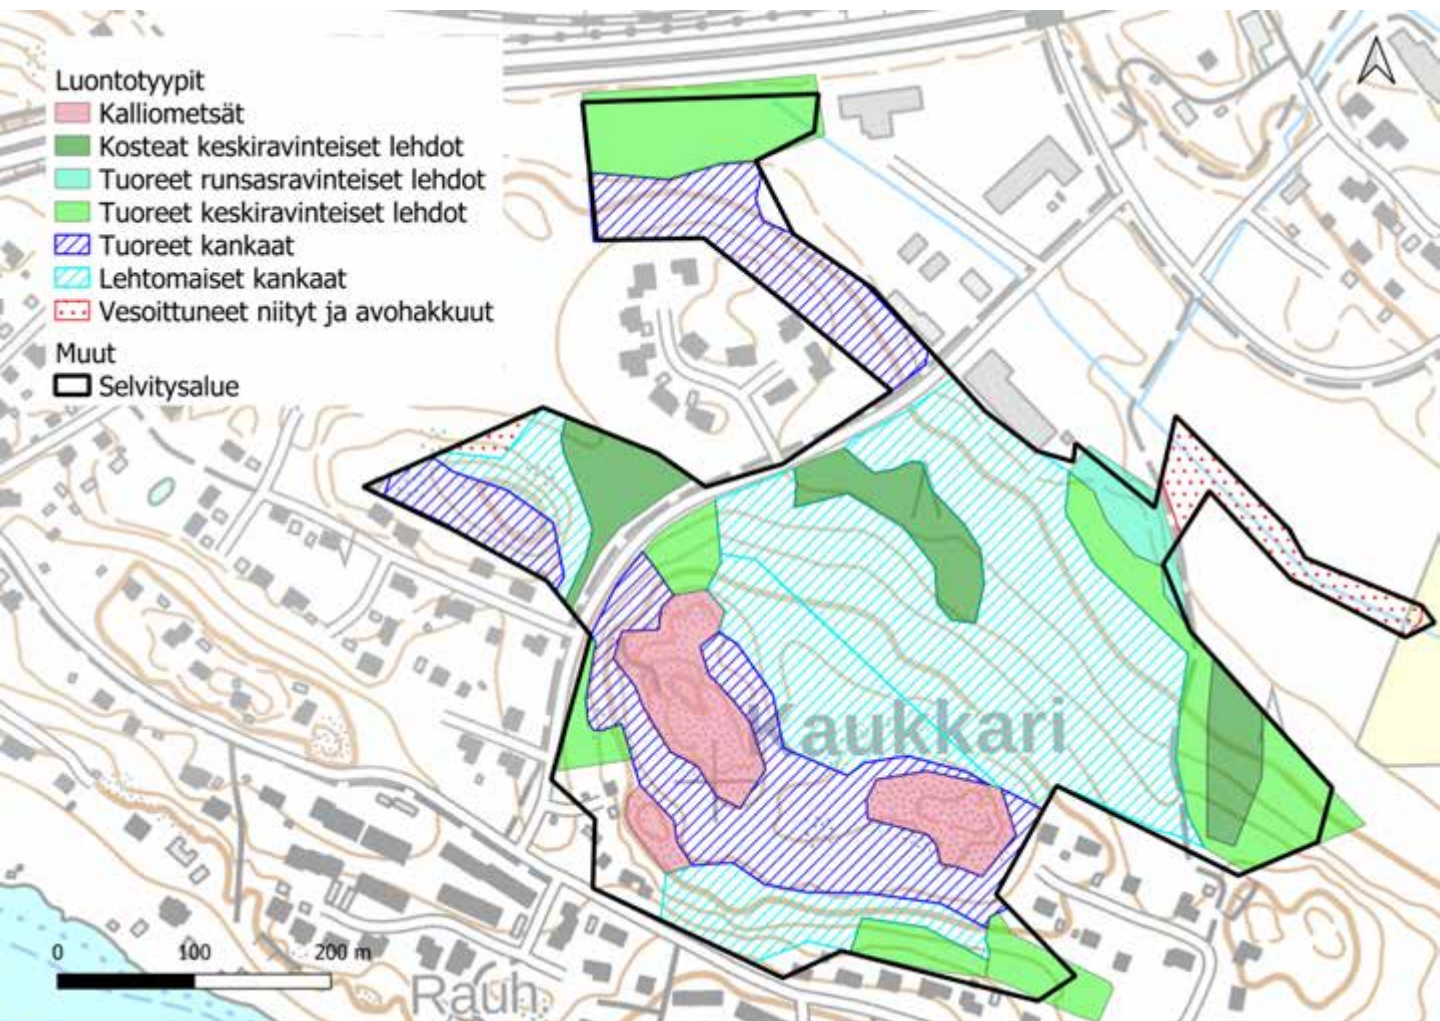 Luontotyypit
Kalliometsät
Kosteat keskiravinteiset lehdot
Tuoreet runsasravinteiset lehdot
Tuoreet keskiravinteiset lehdot
Tuoreet kankaat
Lehtomaiset kankaat
Vesoittuneet niityt ja avohakkuut
Muut
Selvitysalue
Kaukkari
0 100 200 m
Rauh